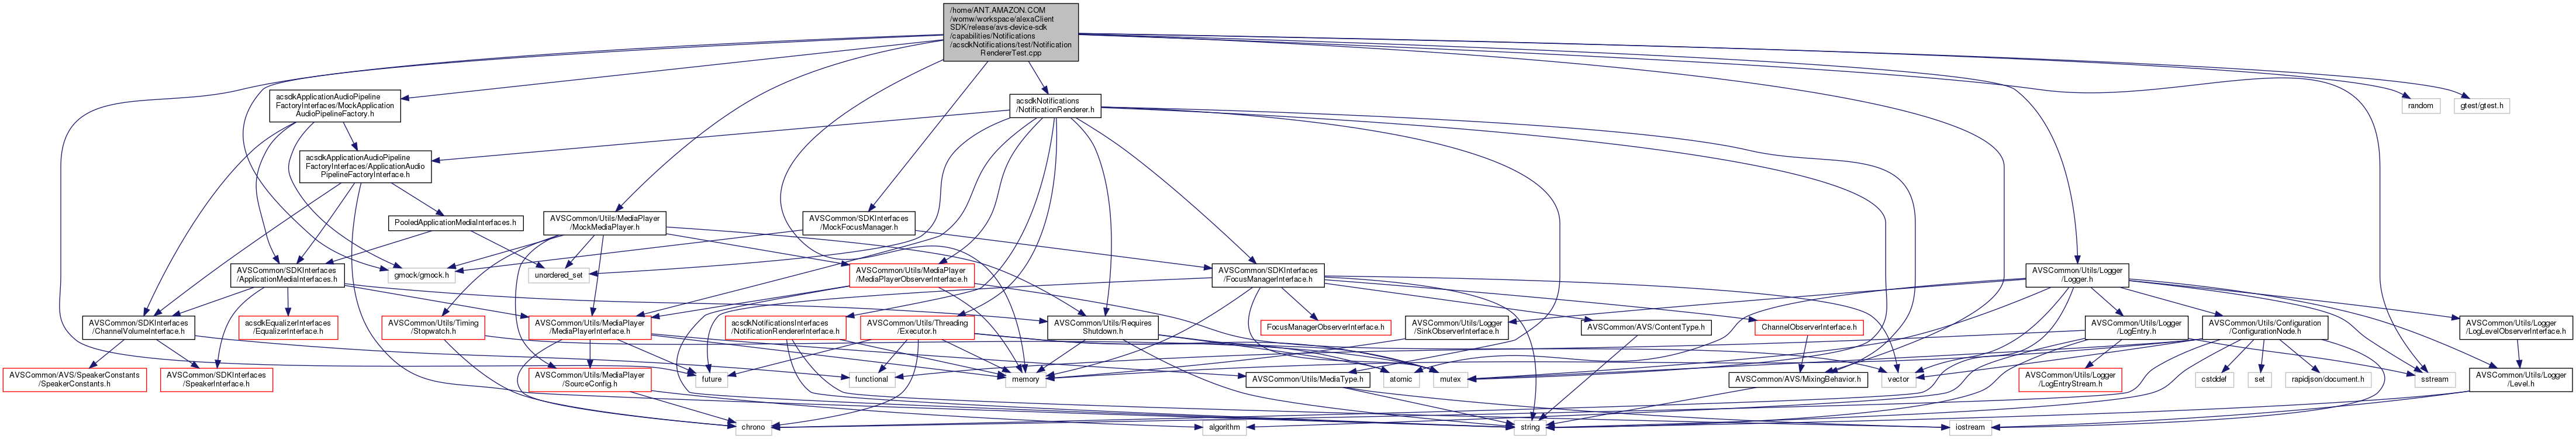 /home/ANT.AMAZON.COM
/womw/workspace/alexaClient
SDK/release/avs-device-sdk
/capabilities/Notifications
/acsdkNotifications/test/Notification
RendererTest.cpp
acsdkApplicationAudioPipeline
FactoryInterfaces/MockApplication
AudioPipelineFactory.h
acsdkNotifications
/NotificationRenderer.h
random
gtest/gtest.h
acsdkApplicationAudioPipeline
FactoryInterfaces/ApplicationAudio
PipelineFactoryInterface.h
PooledApplicationMediaInterfaces.h
AVSCommon/Utils/MediaPlayer
/MockMediaPlayer.h
AVSCommon/SDKInterfaces
/MockFocusManager.h
AVSCommon/SDKInterfaces
/ApplicationMediaInterfaces.h
gmock/gmock.h
unordered_set
AVSCommon/Utils/MediaPlayer
/MediaPlayerObserverInterface.h
AVSCommon/SDKInterfaces
/FocusManagerInterface.h
AVSCommon/Utils/Logger
/Logger.h
AVSCommon/SDKInterfaces
/ChannelVolumeInterface.h
acsdkEqualizerInterfaces
/EqualizerInterface.h
AVSCommon/Utils/Timing
/Stopwatch.h
AVSCommon/Utils/MediaPlayer
/MediaPlayerInterface.h
acsdkNotificationsInterfaces
/NotificationRendererInterface.h
AVSCommon/Utils/Threading
/Executor.h
AVSCommon/Utils/Requires
Shutdown.h
FocusManagerObserverInterface.h
AVSCommon/Utils/Logger
/SinkObserverInterface.h
AVSCommon/AVS/ContentType.h
ChannelObserverInterface.h
AVSCommon/Utils/Logger
/LogEntry.h
AVSCommon/Utils/Configuration
/ConfigurationNode.h
AVSCommon/Utils/Logger
/LogLevelObserverInterface.h
AVSCommon/AVS/SpeakerConstants
/SpeakerConstants.h
AVSCommon/SDKInterfaces
/SpeakerInterface.h
AVSCommon/Utils/MediaPlayer
/SourceConfig.h
future
functional
memory
AVSCommon/Utils/MediaType.h
atomic
mutex
AVSCommon/AVS/MixingBehavior.h
vector
AVSCommon/Utils/Logger
/LogEntryStream.h
cstddef
set
rapidjson/document.h
sstream
AVSCommon/Utils/Logger
/Level.h
chrono
algorithm
string
iostream